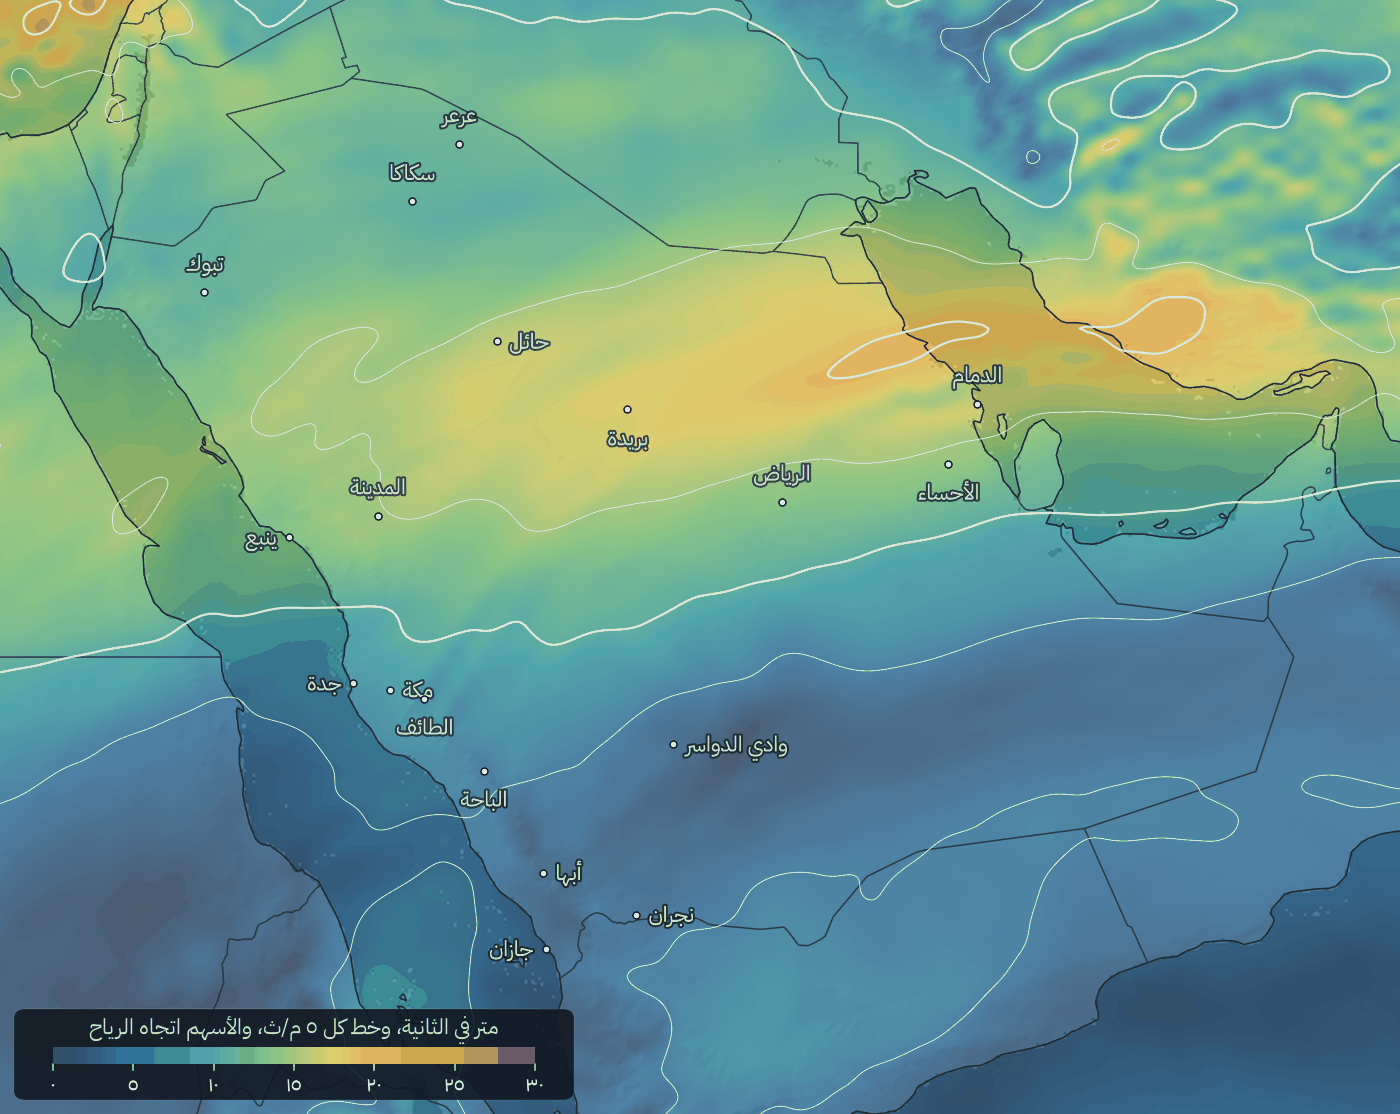 عرعر
سكاكا
تبوك
حائل
الدمام
بريدة
الرياض
المدينة
الأحساء
ينبع
جدة
مكة
الطائف
وادي الدواسر
الباحة
أبها
نجران
جازان
متر في الثانية، وخط كل ٥ م/ث، والأسهم اتجاه الرياح
٠ ٥ ١٠ ١٥ ٢٠ ٢٥ ٣٠